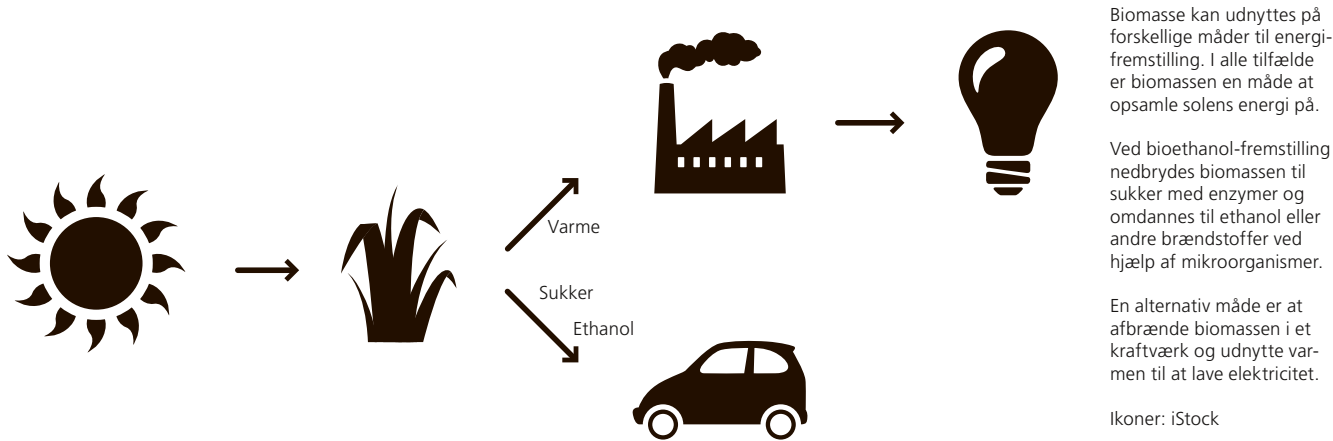 Varme
Sukker
Ethanol
Biomasse kan udnyttes på
forskellige måder til energi-
fremstilling. I alle tilfælde
er biomassen en måde at
opsamle solens energi på.
Ved bioethanol-fremstilling
nedbrydes biomassen til
sukker med enzymer og
omdannes til ethanol eller
andre brændstoffer ved
hjælp af mikroorganismer.
En alternativ måde er at
afbrænde biomassen i et
kraftværk og udnytte var-
men til at lave elektricitet.
Ikoner: iStock